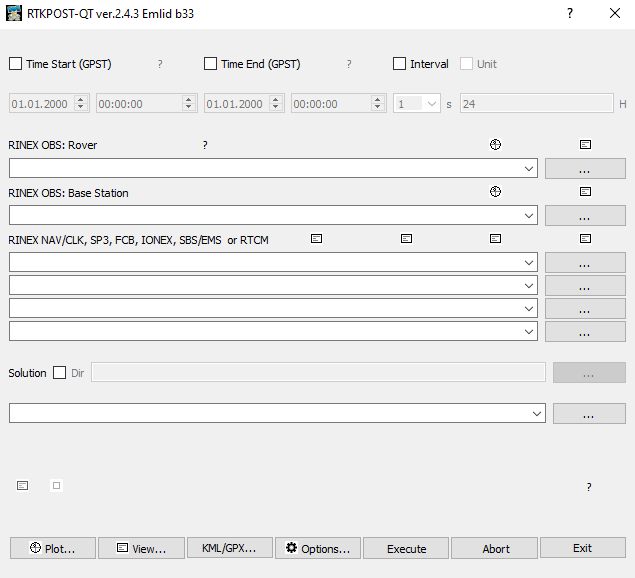 RTKPOST-QT ver.2.4.3 Emlid b33 ?
Time Start (GPST) ? Time End (GPST) ? Interval Unit
01.01.2000 00:00:00 01.01.2000 00:00:00 1 s 24 H
RINEX OBS: Rover ?
...
RINEX OBS: Base Station
...
RINEX NAV/CLK, SP3, FCB, IONEX, SBS/EMS or RTCM
...
...
...
...
Solution Dir ...
...
?
Plot... View... KML/GPX... Options... Execute Abort Exit